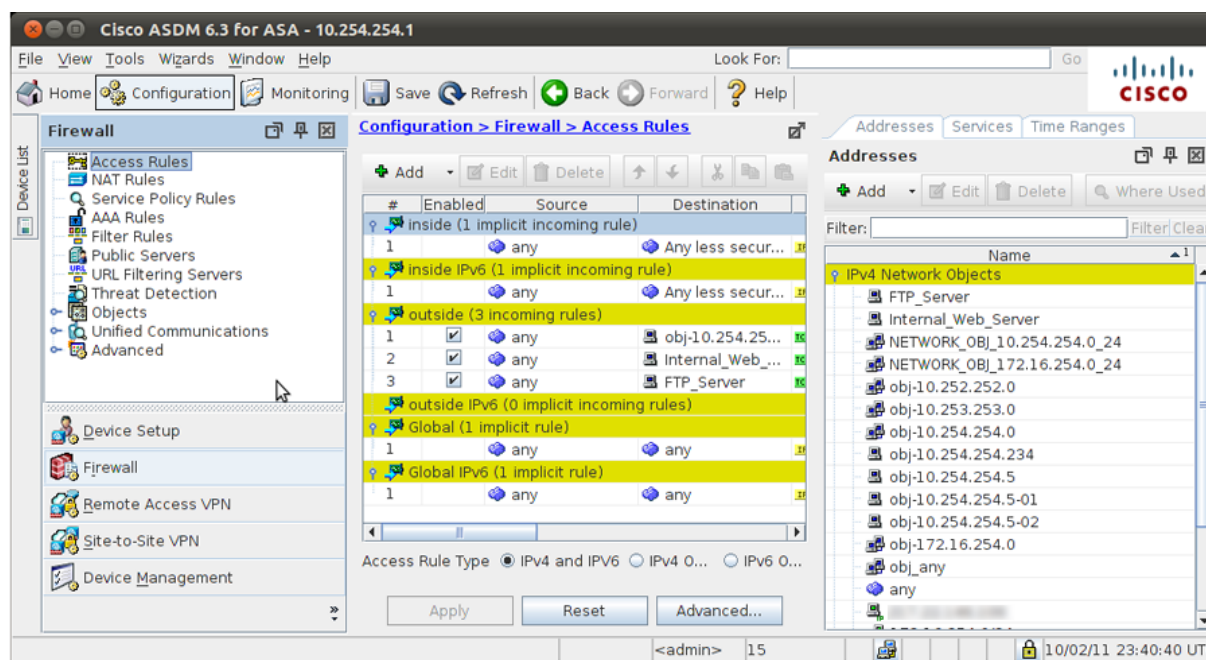 Cisco ASDM 6.3 for ASA - 10.254.254.1
File View Tools Wizards Window Help
Look For:
Go
Home Configuration Monitoring Save Refresh Back Forward Help
CISCO
Device List
Firewall
Access Rules
NAT Rules
Service Policy Rules
AAA Rules
Filter Rules
Public Servers
URL Filtering Servers
Threat Detection
Objects
Unified Communications
Advanced
Device Setup
Firewall
Remote Access VPN
Site-to-Site VPN
Device Management
Configuration > Firewall > Access Rules
Add Edit Delete
# Enabled Source Destination
inside (1 implicit incoming rule)
1 any Any less secur...
inside IPv6 (1 implicit incoming rule)
1 any Any less secur...
outside (3 incoming rules)
1 any obj-10.254.25...
2 any Internal_Web_...
3 any FTP_Server
outside IPv6 (0 implicit incoming rules)
Global (1 implicit rule)
1 any any
Global IPv6 (1 implicit rule)
1 any any
Access Rule Type IPv4 and IPV6 IPv4 O... IPv6 O...
Apply Reset Advanced...
Addresses Services Time Ranges
Addresses
Add Edit Delete Where Used
Filter: Filter Clea
Name 1
IPv4 Network Objects
FTP_Server
Internal_Web_Server
NETWORK_OBJ_10.254.254.0_24
NETWORK_OBJ_172.16.254.0_24
obj-10.252.252.0
obj-10.253.253.0
obj-10.254.254.0
obj-10.254.254.234
obj-10.254.254.5
obj-10.254.254.5-01
obj-10.254.254.5-02
obj-172.16.254.0
obj_any
any
<admin> 15
10/02/11 23:40:40 UT